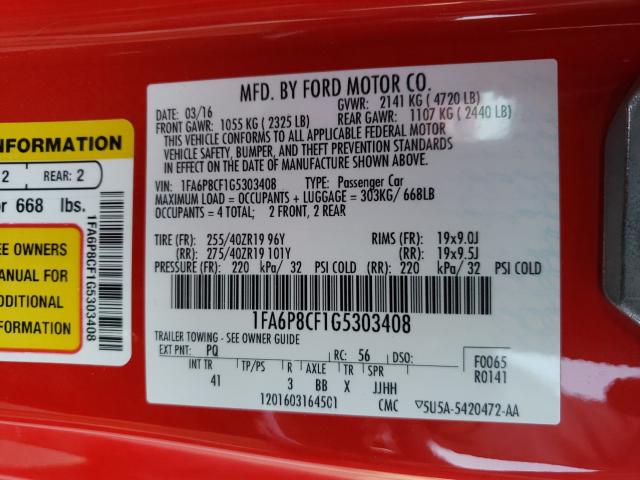 MFD. BY FORD MOTOR CO.
DATE: 03/16 GVWR: 2141 KG ( 4720 LB)
FRONT GAWR: 1055 KG ( 2325 LB) REAR GAWR: 1107 KG ( 2440 LB)
THIS VEHICLE CONFORMS TO ALL APPLICABLE FEDERAL MOTOR
VEHICLE SAFETY, BUMPER, AND THEFT PREVENTION STANDARDS
IN EFFECT ON THE DATE OF MANUFACTURE SHOWN ABOVE.
VIN: 1FA6P8CF1G5303408 TYPE: Passenger Car
MAXIMUM LOAD = OCCUPANTS + LUGGAGE = 303KG/ 668LB
OCCUPANTS = 4 TOTAL; 2 FRONT, 2 REAR
TIRE (FR): 255/40ZR19 96Y RIMS (FR): 19x9.0J
(RR): 275/40ZR19 101Y (RR): 19x9.5J
PRESSURE (FR): 220 kPa/ 32 PSI COLD (RR): 220 kPa/ 32 PSI COLD
1FA6P8CF1G5303408
TRAILER TOWING - SEE OWNER GUIDE
EXT PNT: PQ RC: 56 DSO:
INT TR TP/PS R AXLE TR SPR
41 3 BB X JJHH
F0065
R0141
1201603164501 CMC 5U5A-5420472-AA
INFORMATION
2 REAR: 2
or 668 lbs.
EE OWNERS
MANUAL FOR
ADDITIONAL
FORMATION
1FA6P8CF1G5303408